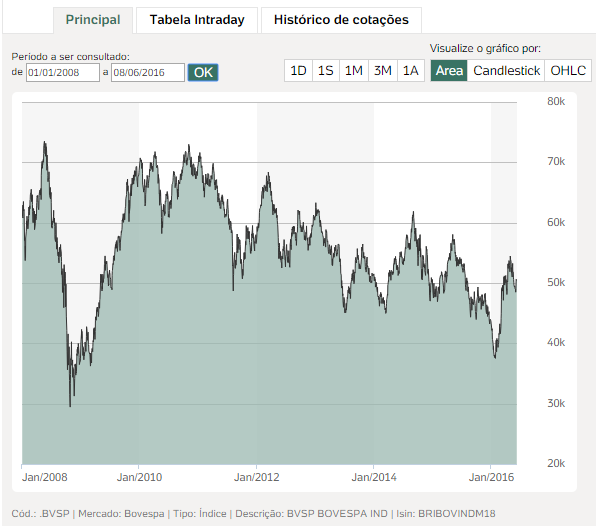 Principal Tabela Intraday Histórico de cotações
Período a ser consultado: Visualize o gráfico por:
de 01/01/2008 a 08/06/2016 OK 1D 1S 1M 3M 1A Área Candlestick OHLC
80k
70k
60k
50k
40k
30k
20k
Jan/2008 Jan/2010 Jan/2012 Jan/2014 Jan/2016
Cód.: .BVSP | Mercado: Bovespa | Tipo: Índice | Descrição: BVSP BOVESPA IND | Isin: BRIBOVINDM18